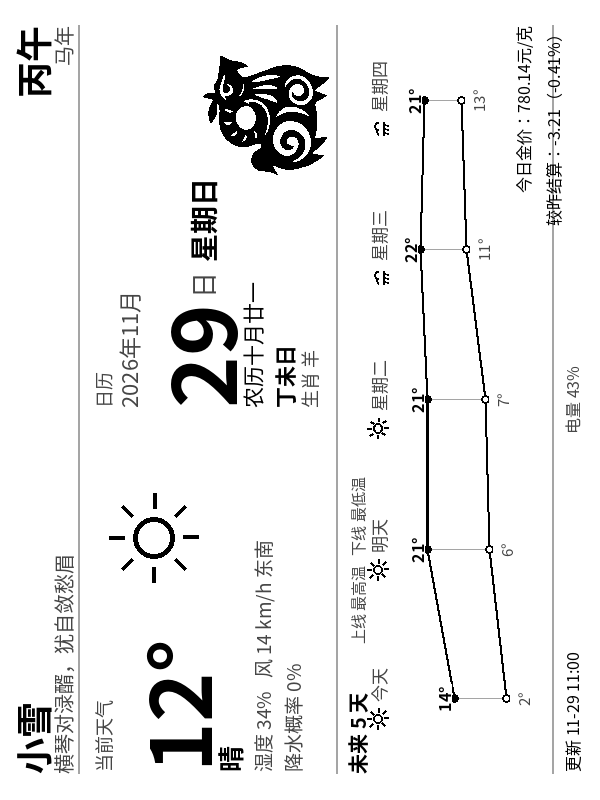 小雪
横琴对渌醑，犹自敛愁眉
丙午
马年
当前天气
12°
晴
湿度 34% 风 14 km/h 东南
降水概率 0%
日历
2026年11月
29 日 星期日
农历十月廿一
丁未日
生肖 羊
未来 5 天
上线 最高温 下线 最低温
今天 明天 星期二 星期三 星期四
14° 21° 21° 22° 21°
2° 6° 7° 11° 13°
今日金价：780.14元/克
较昨结算：-3.21 (-0.41%)
更新 11-29 11:00
电量 43%